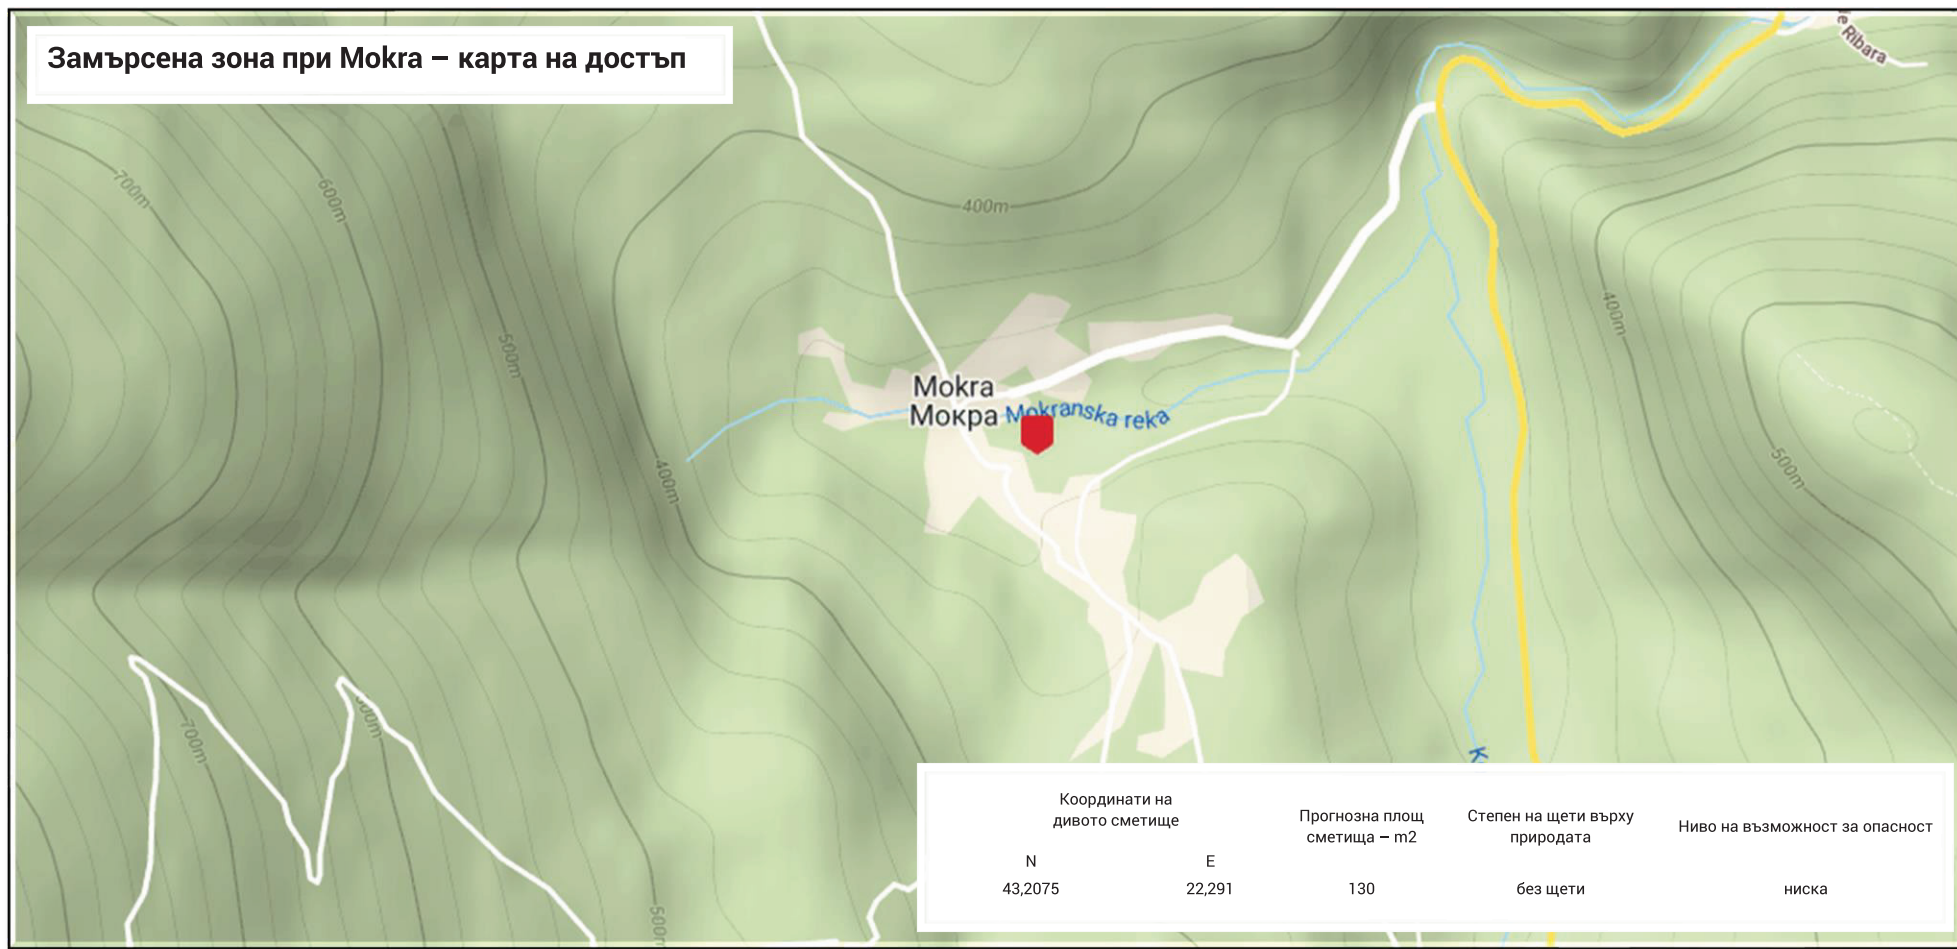 Замърсена зона при Mokra – карта на достъп
Ribara
700m
600m
400m
500m
400m
Mokra
Мокра
Mokranska reka
400m
500m
700m
600m
500m
Координати на
дивото сметище
N
E
43,2075
22,291
Прогнозна площ
сметища – m2
130
Степен на щети върху
природата
без щети
Ниво на възможност за опасност
ниска